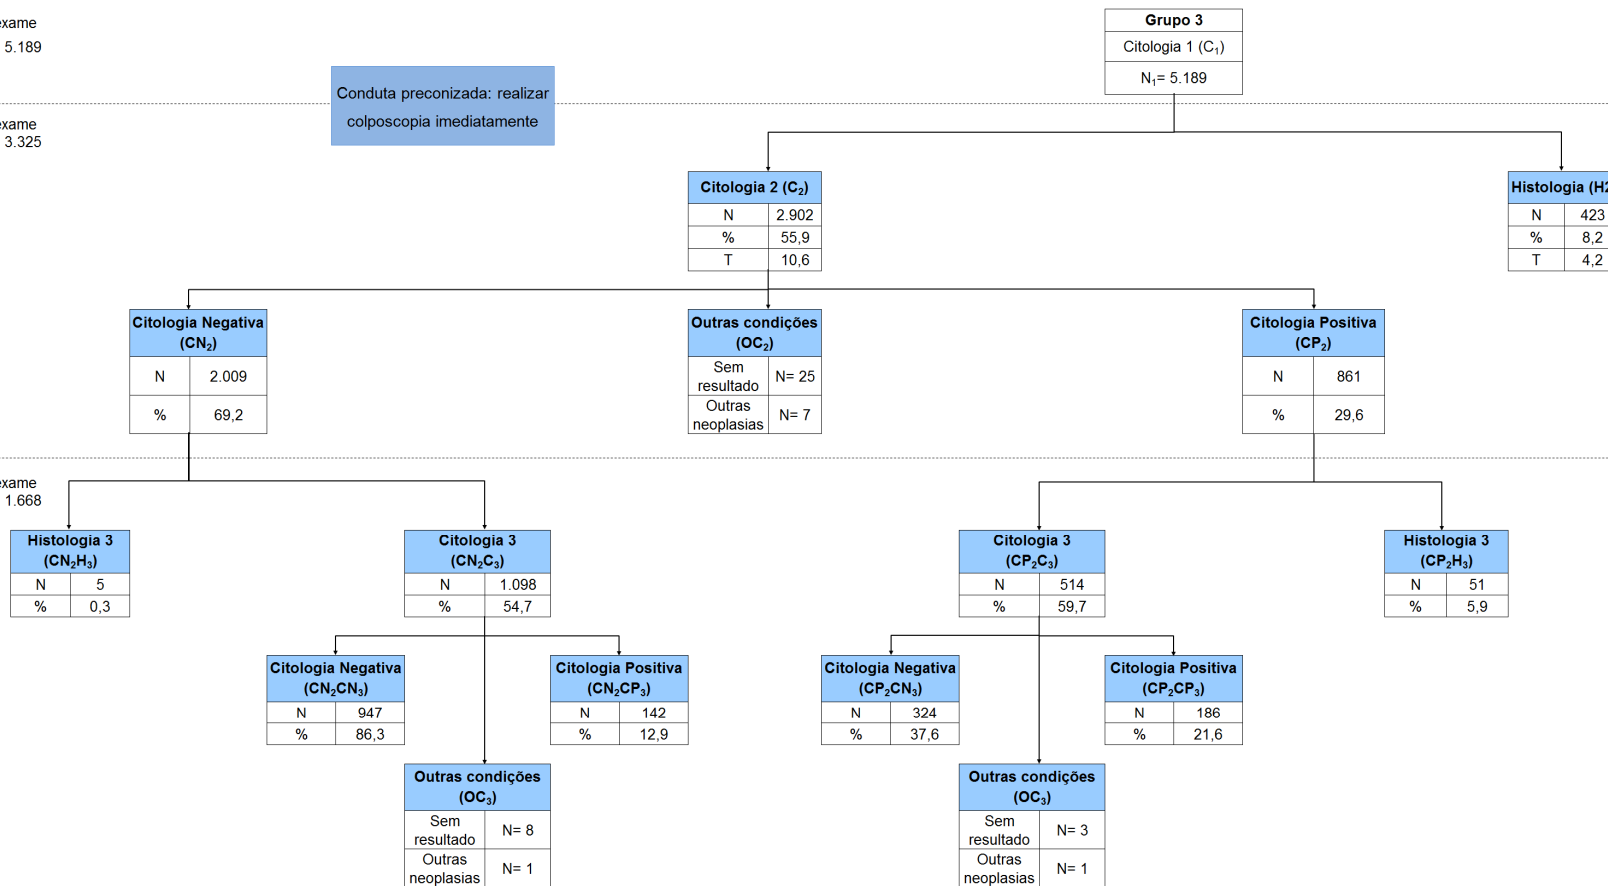 exame
5.189
Grupo 3
Citologia 1 (C₁)
N₁= 5.189
Conduta preconizada: realizar
colposcopia imediatamente
exame
3.325
Citologia 2 (C₂)
N 2.902
% 55,9
T 10,6
Histologia (H2
N 423
% 8,2
T 4,2
Citologia Negativa
(CN₂)
N 2.009
% 69,2
Outras condições
(OC₂)
Sem
resultado
N= 25
Outras
neoplasias
N= 7
Citologia Positiva
(CP₂)
N 861
% 29,6
exame
1.668
Histologia 3
(CN₂H₃)
N 5
% 0,3
Citologia 3
(CN₂C₃)
N 1.098
% 54,7
Citologia 3
(CP₂C₃)
N 514
% 59,7
Histologia 3
(CP₂H₃)
N 51
% 5,9
Citologia Negativa
(CN₂CN₃)
N 947
% 86,3
Citologia Positiva
(CN₂CP₃)
N 142
% 12,9
Citologia Negativa
(CP₂CN₃)
N 324
% 37,6
Citologia Positiva
(CP₂CP₃)
N 186
% 21,6
Outras condições
(OC₃)
Sem
resultado
N= 8
Outras
neoplasias
N= 1
Outras condições
(OC₃)
Sem
resultado
N= 3
Outras
neoplasias
N= 1